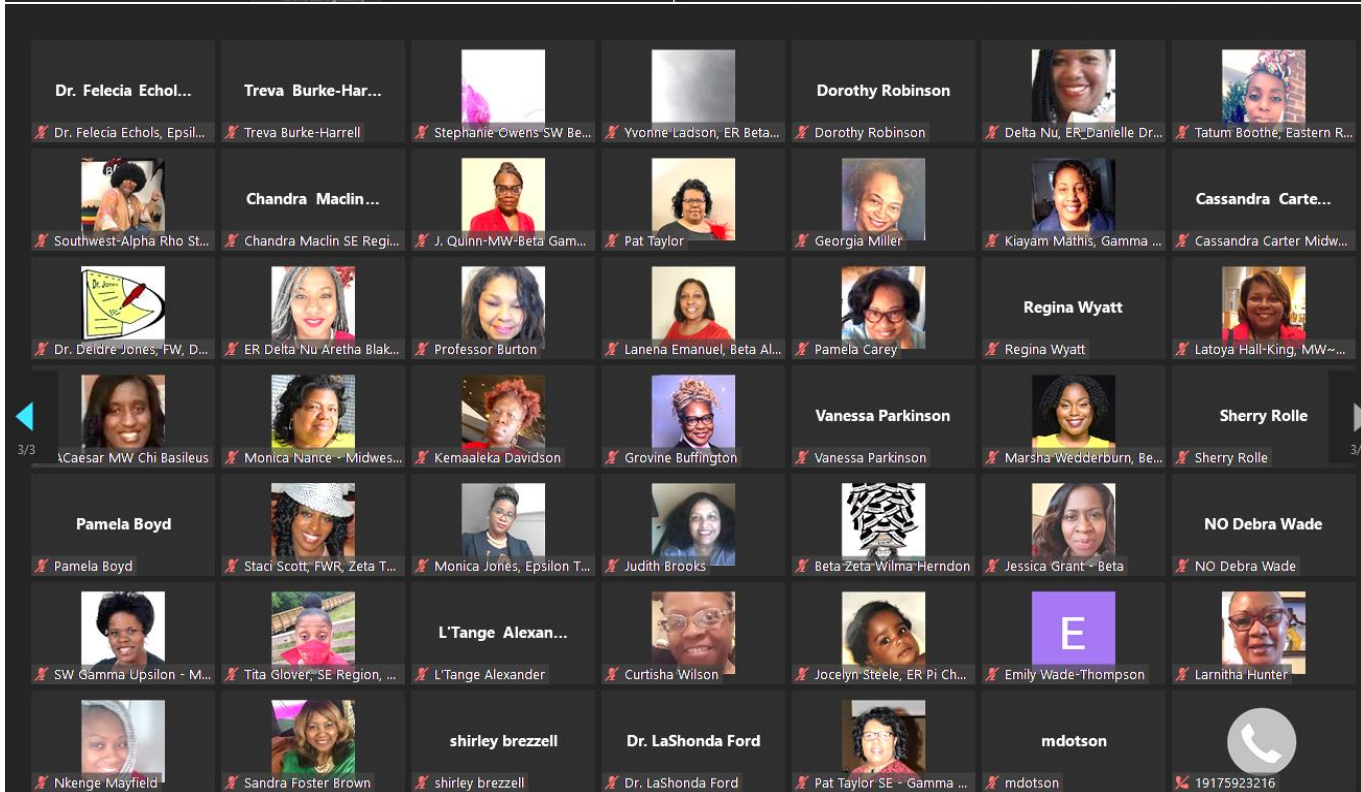 Dr. Felecia Echol...
Treva Burke-Har...
Dorothy Robinson
Dr. Felecia Echols, Epsil...
Treva Burke-Harrell
Stephanie Owens SW Be...
Yvonne Ladson, ER Beta...
Dorothy Robinson
Delta Nu, ER_Danielle Dr...
Tatum Boothe, Eastern R...
Chandra Maclin...
Cassandra Carte...
Southwest-Alpha Rho St...
Chandra Maclin SE Regi...
J. Quinn-MW-Beta Gam...
Pat Taylor
Georgia Miller
Kiayam Mathis, Gamma ...
Cassandra Carter Midw...
Dr. Jones
Regina Wyatt
Dr. Deidre Jones, FW, D...
ER Delta Nu Aretha Blak...
Professor Burton
Lanena Emanuel, Beta Al...
Pamela Carey
Regina Wyatt
Latoya Hall-King, MW~...
Vanessa Parkinson
Sherry Rolle
3/3
ACaesar MW Chi Basileus
Monica Nance - Midwes...
Kemaaleka Davidson
Grovine Buffington
Vanessa Parkinson
Marsha Wedderburn, Be...
Sherry Rolle
3/
Pamela Boyd
NO Debra Wade
Pamela Boyd
Staci Scott, FWR, Zeta T...
Monica Jones, Epsilon T...
Judith Brooks
Beta Zeta Wilma Herndon
Jessica Grant - Beta
NO Debra Wade
L'Tange Alexan...
E
SW Gamma Upsilon - M...
Tita Glover, SE Region, ...
L'Tange Alexander
Curtisha Wilson
Jocelyn Steele, ER Pi Ch...
Emily Wade-Thompson
Larnitha Hunter
shirley brezzell
Dr. LaShonda Ford
mdotson
Nkenge Mayfield
Sandra Foster Brown
shirley brezzell
Dr. LaShonda Ford
Pat Taylor SE - Gamma ...
mdotson
19175923216